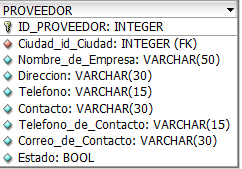 PROVEEDOR
ID_PROVEEDOR: INTEGER
Ciudad_id_Ciudad: INTEGER (FK)
Nombre_de_Empresa: VARCHAR(50)
Direccion: VARCHAR(30)
Telefono: VARCHAR(15)
Contacto: VARCHAR(30)
Telefono_de_Contacto: VARCHAR(15)
Correo_de_Contacto: VARCHAR(30)
Estado: BOOL